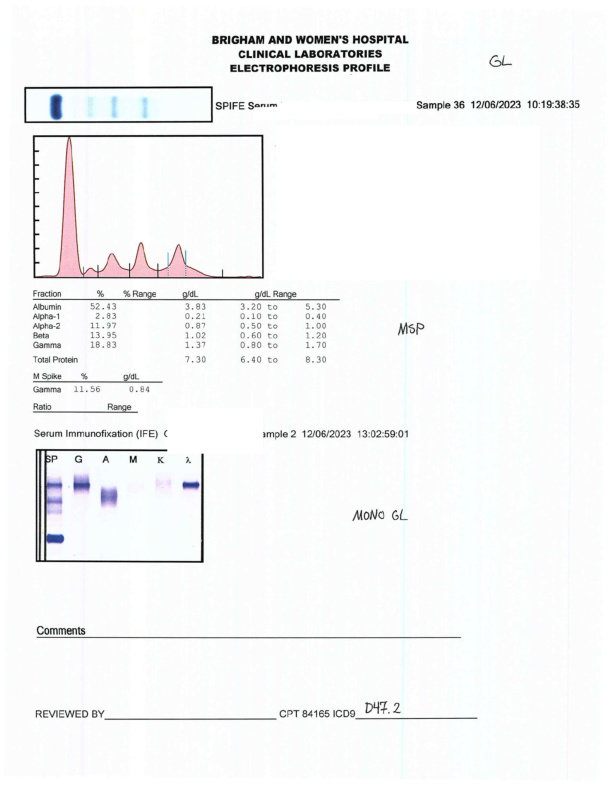 BRIGHAM AND WOMEN'S HOSPITAL
CLINICAL LABORATORIES
ELECTROPHORESIS PROFILE
GL
SPIFE Serum Sample 36 12/06/2023 10:19:38:35
Fraction % % Range g/dL g/dL Range
Albumin 52.43 3.83 3.20 to 5.30
Alpha-1 2.83 0.21 0.10 to 0.40
Alpha-2 11.97 0.87 0.50 to 1.00
Beta 13.95 1.02 0.60 to 1.20
Gamma 18.83 1.37 0.80 to 1.70
MSP
Total Protein 7.30 6.40 to 8.30
M Spike % g/dL
Gamma 11.56 0.84
Ratio Range
Serum Immunofixation (IFE) ample 2 12/06/2023 13:02:59:01
SP G A M K λ
MONO GL
Comments
REVIEWED BY CPT 84165 ICD9 D47.2